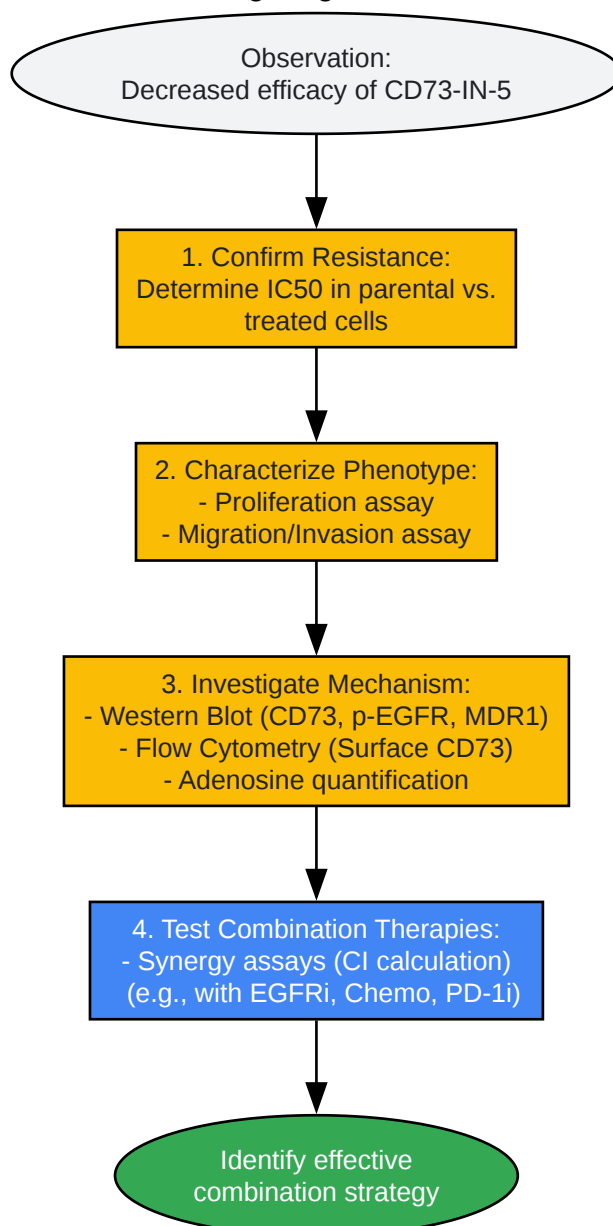 Observation:
Decreased efficacy of CD73-IN-5
1. Confirm Resistance:
Determine IC50 in parental vs.
treated cells
2. Characterize Phenotype:
- Proliferation assay
- Migration/Invasion assay
3. Investigate Mechanism:
- Western Blot (CD73, p-EGFR, MDR1)
- Flow Cytometry (Surface CD73)
- Adenosine quantification
4. Test Combination Therapies:
- Synergy assays (CI calculation)
(e.g., with EGFRi, Chemo, PD-1i)
Identify effective
combination strategy